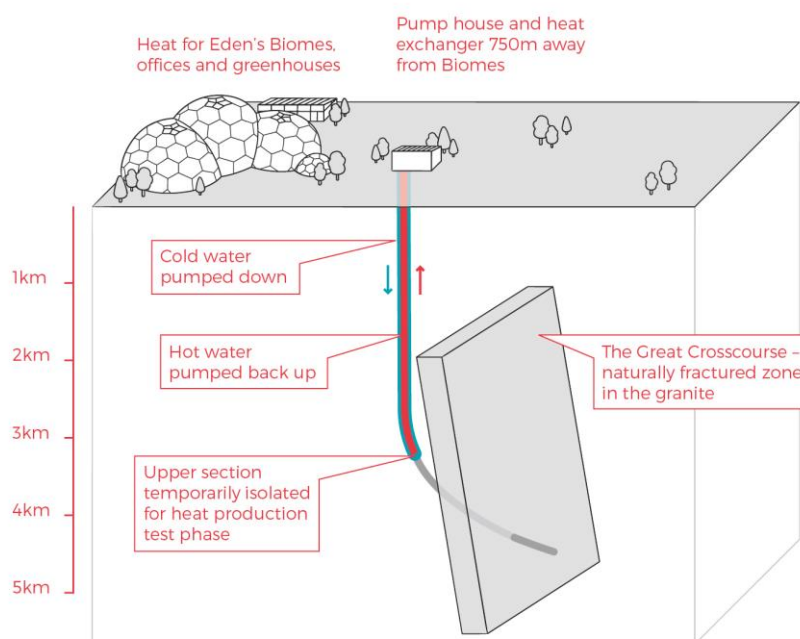 Heat for Eden's Biomes,
offices and greenhouses
Pump house and heat
exchanger 750m away
from Biomes
Cold water
pumped down
1km
2km
Hot water
pumped back up
The Great Crosscourse –
naturally fractured zone
in the granite
3km
Upper section
temporarily isolated
for heat production
test phase
4km
5km